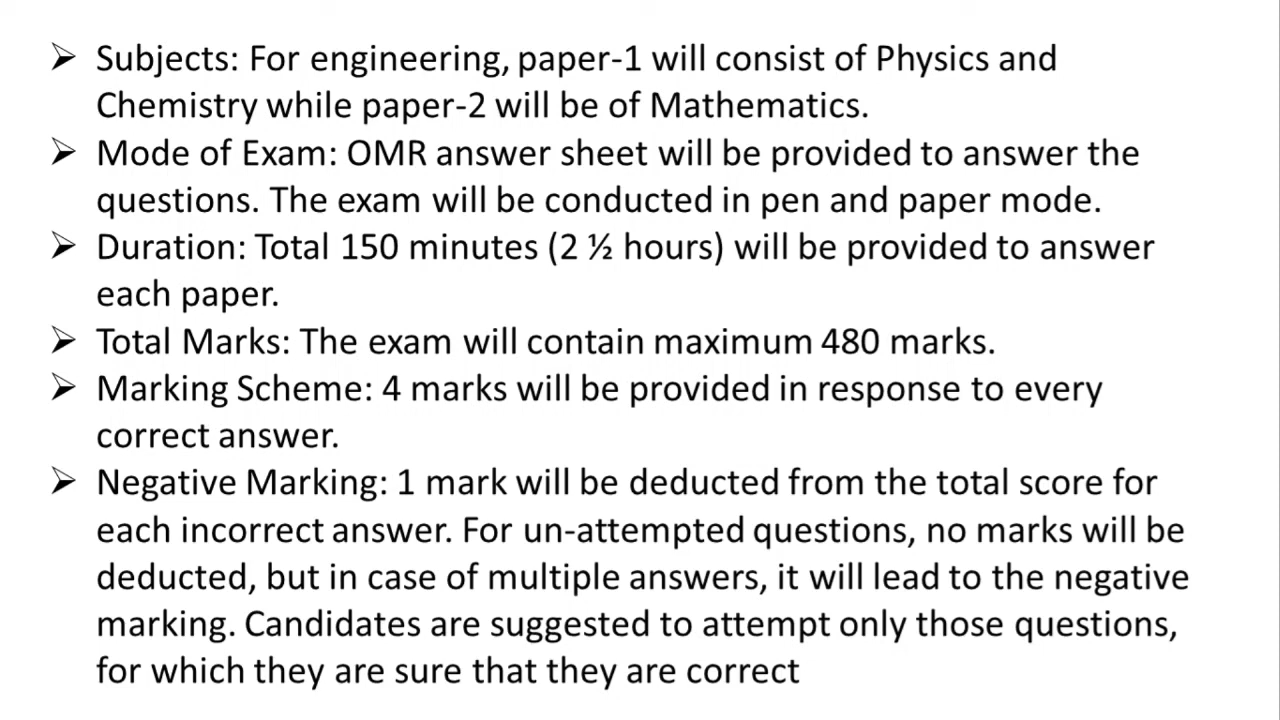 ➢ Subjects: For engineering, paper-1 will consist of Physics and
Chemistry while paper-2 will be of Mathematics.
➢ Mode of Exam: OMR answer sheet will be provided to answer the
questions. The exam will be conducted in pen and paper mode.
➢ Duration: Total 150 minutes (2 ½ hours) will be provided to answer
each paper.
➢ Total Marks: The exam will contain maximum 480 marks.
➢ Marking Scheme: 4 marks will be provided in response to every
correct answer.
➢ Negative Marking: 1 mark will be deducted from the total score for
each incorrect answer. For un-attempted questions, no marks will be
deducted, but in case of multiple answers, it will lead to the negative
marking. Candidates are suggested to attempt only those questions,
for which they are sure that they are correct